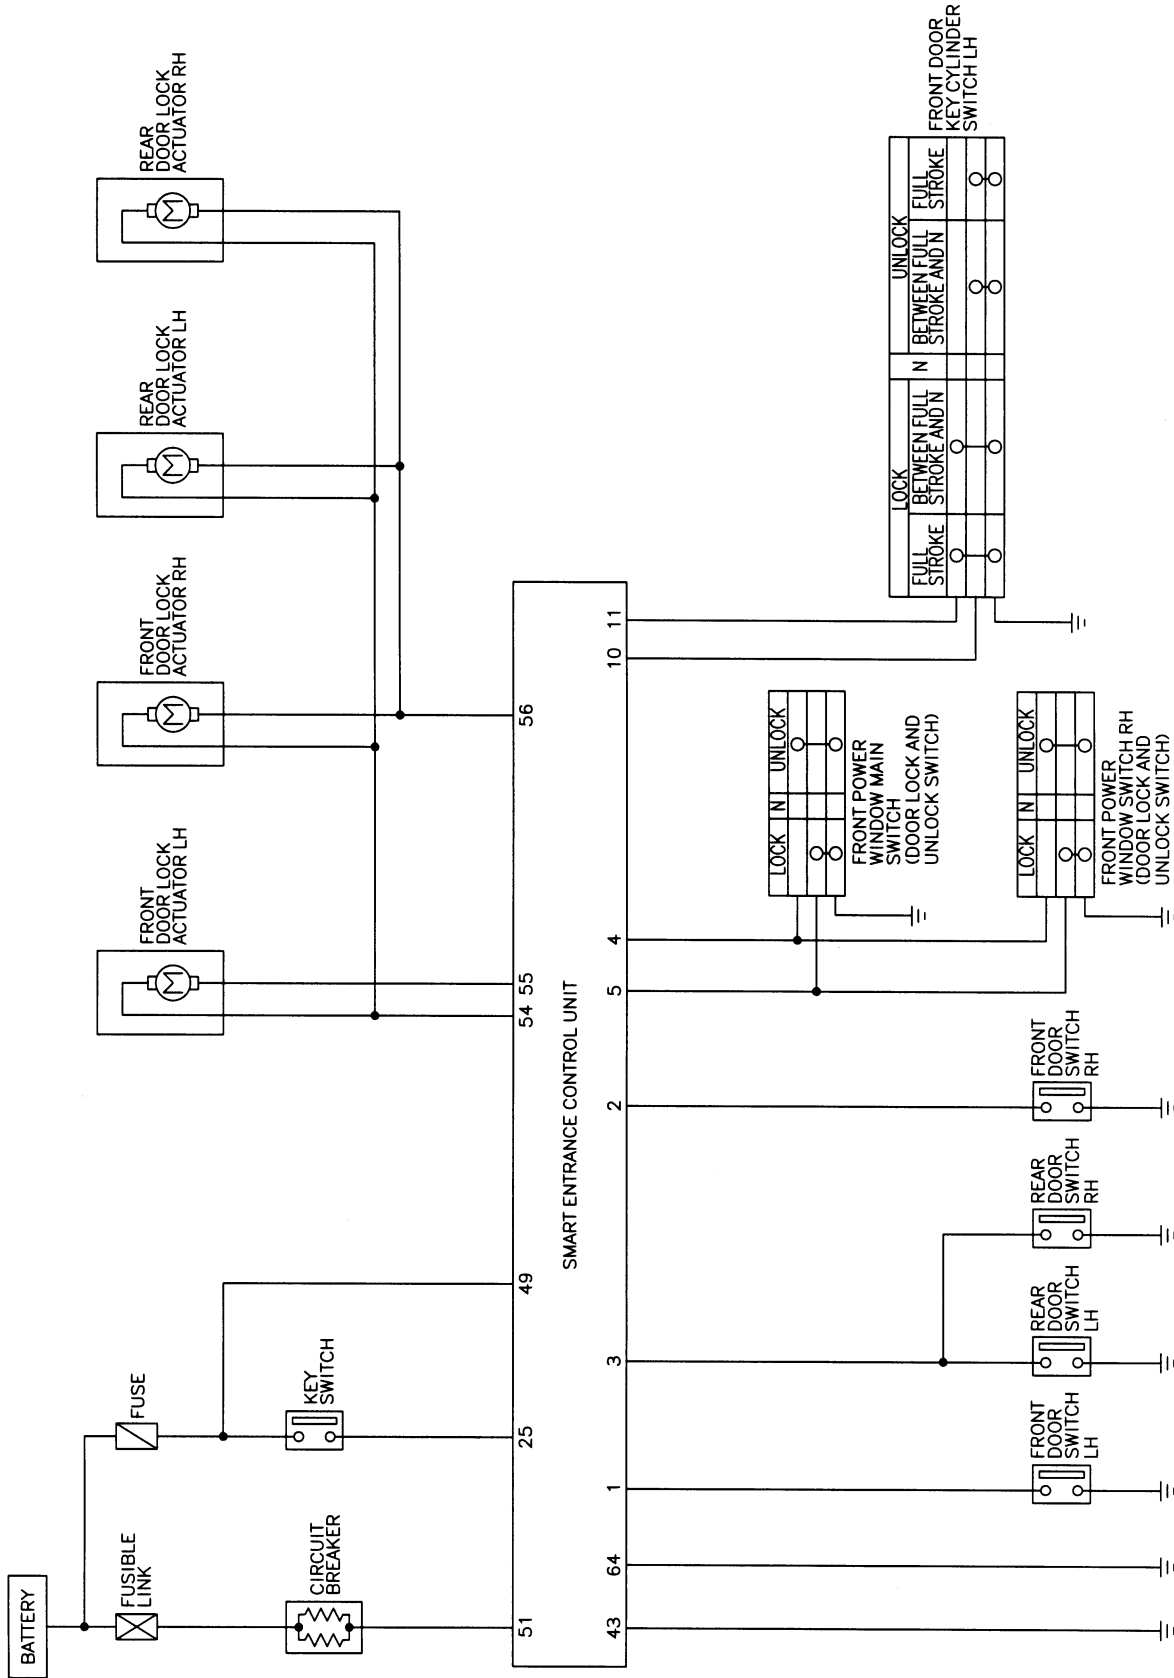 BATTERY
FUSIBLE
LINK
FUSE
CIRCUIT
BREAKER
KEY
SWITCH
FRONT
DOOR LOCK
ACTUATOR LH
FRONT
DOOR LOCK
ACTUATOR RH
REAR
DOOR LOCK
ACTUATOR LH
REAR
DOOR LOCK
ACTUATOR RH
M
M
M
M
51
25
49
54
55
56
SMART ENTRANCE CONTROL UNIT
43
64
1
3
2
5
4
10
11
FRONT
DOOR
SWITCH
LH
REAR
DOOR
SWITCH
LH
REAR
DOOR
SWITCH
RH
FRONT
DOOR
SWITCH
RH
LOCK N UNLOCK
FRONT POWER
WINDOW MAIN
SWITCH
(DOOR LOCK AND
UNLOCK SWITCH)
LOCK N UNLOCK
FRONT POWER
WINDOW SWITCH RH
(DOOR LOCK AND
UNLOCK SWITCH)
LOCK N UNLOCK
FULL
STROKE
BETWEEN FULL
STROKE AND N
BETWEEN FULL
STROKE AND N
FULL
STROKE
FRONT DOOR
KEY CYLINDER
SWITCH LH